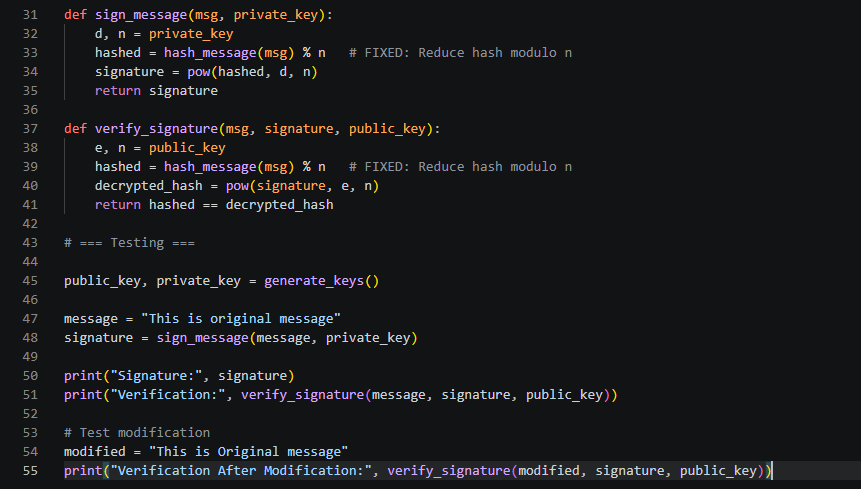 31 def sign_message(msg, private_key):
32     d, n = private_key
33     hashed = hash_message(msg) % n   # FIXED: Reduce hash modulo n
34     signature = pow(hashed, d, n)
35     return signature
36
37 def verify_signature(msg, signature, public_key):
38     e, n = public_key
39     hashed = hash_message(msg) % n   # FIXED: Reduce hash modulo n
40     decrypted_hash = pow(signature, e, n)
41     return hashed == decrypted_hash
42
43 # === Testing ===
44
45 public_key, private_key = generate_keys()
46
47 message = "This is original message"
48 signature = sign_message(message, private_key)
49
50 print("Signature:", signature)
51 print("Verification:", verify_signature(message, signature, public_key))
52
53 # Test modification
54 modified = "This is Original message"
55 print("Verification After Modification:", verify_signature(modified, signature, public_key))